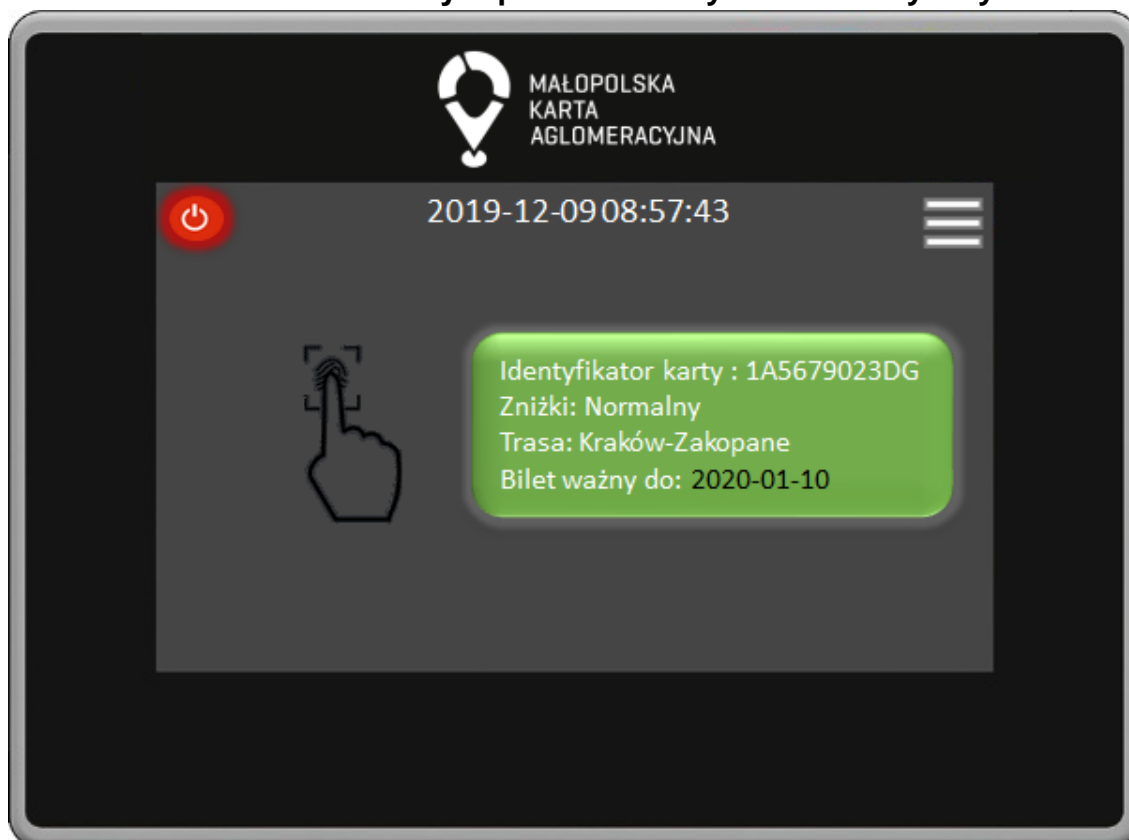 MAŁOPOLSKA
KARTA
AGLOMERACYJNA
2019-12-09 08:57:43
Identyfikator karty : 1A5679023DG
Zniżki: Normalny
Trasa: Kraków-Zakopane
Bilet ważny do: 2020-01-10